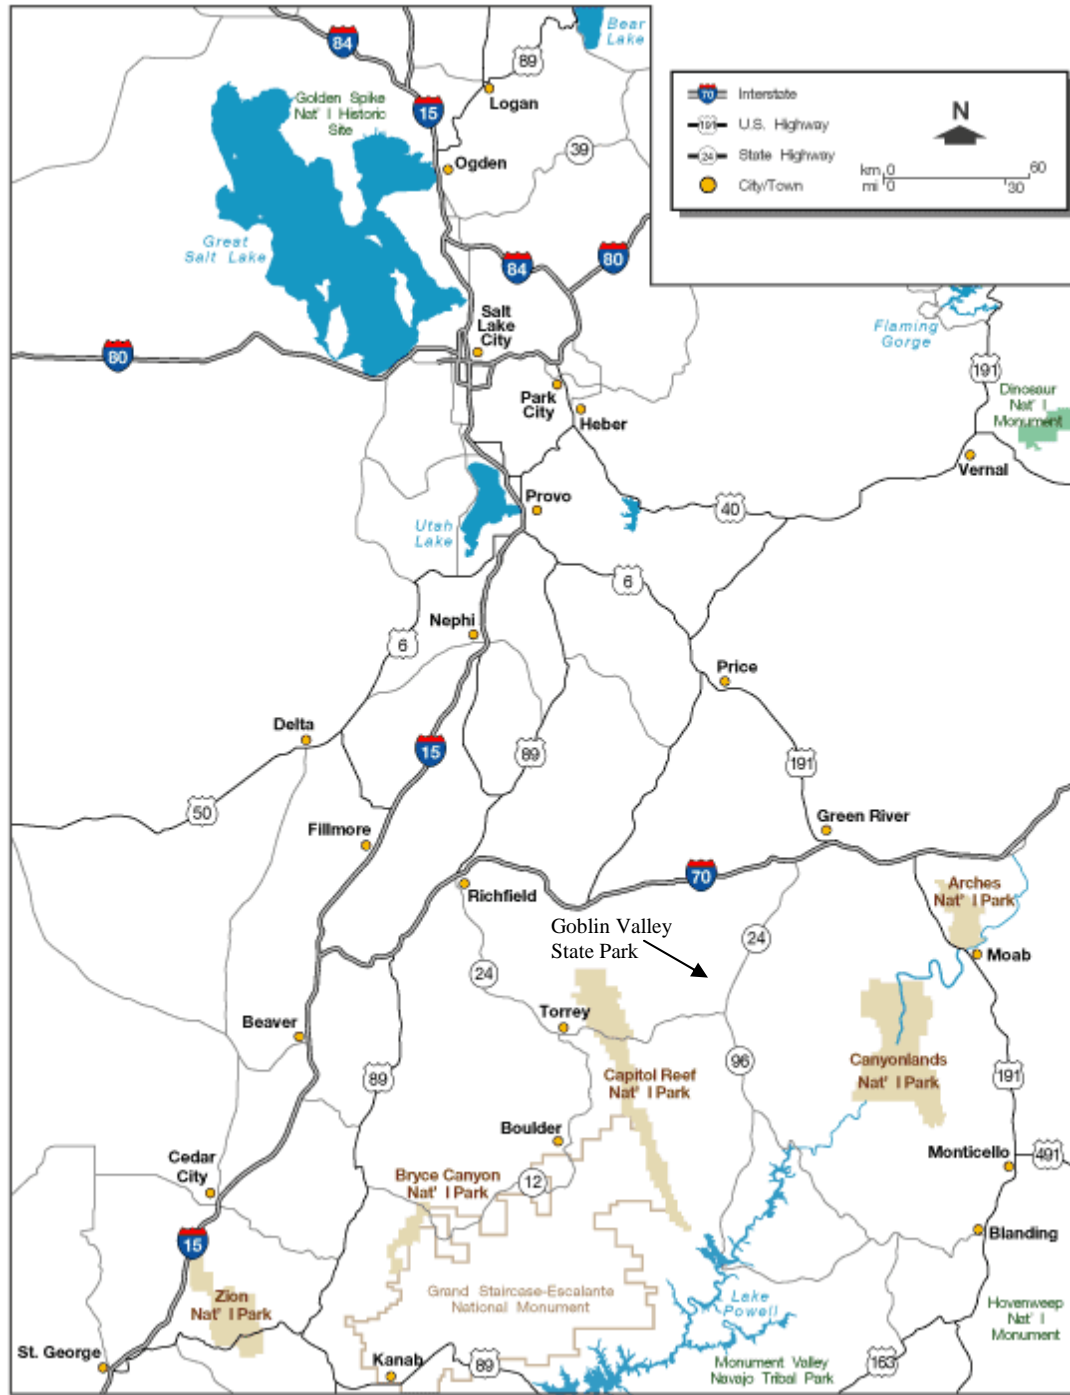 Bear
Lake
84
89
Logan
Golden Spike
Nat' l Historic
Site
15
Ogden
39
Great
Salt Lake
84
80
Salt
Lake
City
80
Park
City
Heber
Interstate
U.S. Highway
State Highway
City/Town
70
191
24
N
km 0 60
mi 0 30
Flaming
Gorge
191
Dinosaur
Nat' l
Monument
Vernal
Provo
40
Utah
Lake
6
Nephi
6
Price
Delta
15
89
191
50
Fillmore
Green River
70
Richfield
Arches
Nat' l Park
Goblin Valley
State Park
24
24
Moab
Torrey
Beaver
96
Canyonlands
Nat' l Park
Capitol Reef
Nat' l Park
89
191
Boulder
Monticello
491
Cedar
City
Bryce Canyon
Nat' l Park
12
15
Blanding
Zion
Nat' l Park
Grand Staircase-Escalante
National Monument
Lake
Powell
Hovenweep
Nat' l
Monument
St. George
Kanab
89
163
Monument Valley
Navajo Tribal Park